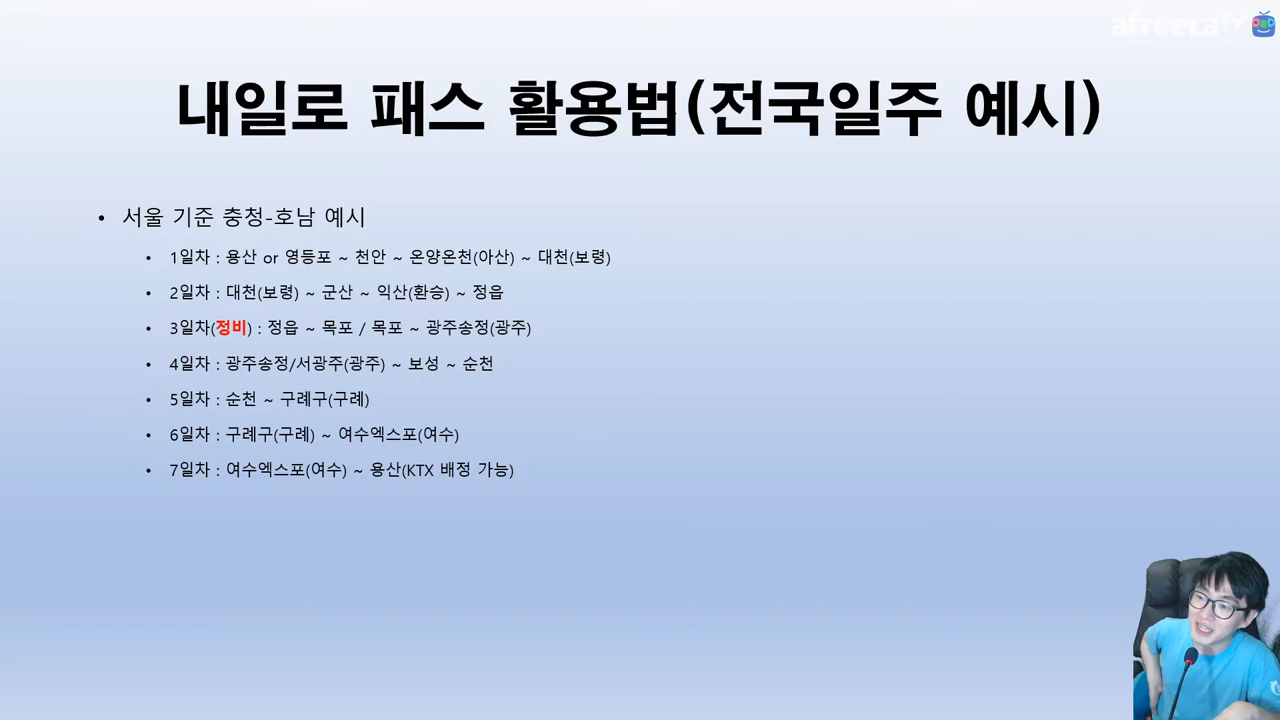 afreecaTV
내일로 패스 활용법(전국일주 예시)
• 서울 기준 충청-호남 예시
• 1일차 : 용산 or 영등포 ~ 천안 ~ 온양온천(아산) ~ 대천(보령)
• 2일차 : 대천(보령) ~ 군산 ~ 익산(환승) ~ 정읍
• 3일차(정비) : 정읍 ~ 목포 / 목포 ~ 광주송정(광주)
• 4일차 : 광주송정/서광주(광주) ~ 보성 ~ 순천
• 5일차 : 순천 ~ 구례구(구례)
• 6일차 : 구례구(구례) ~ 여수엑스포(여수)
• 7일차 : 여수엑스포(여수) ~ 용산(KTX 배정 가능)